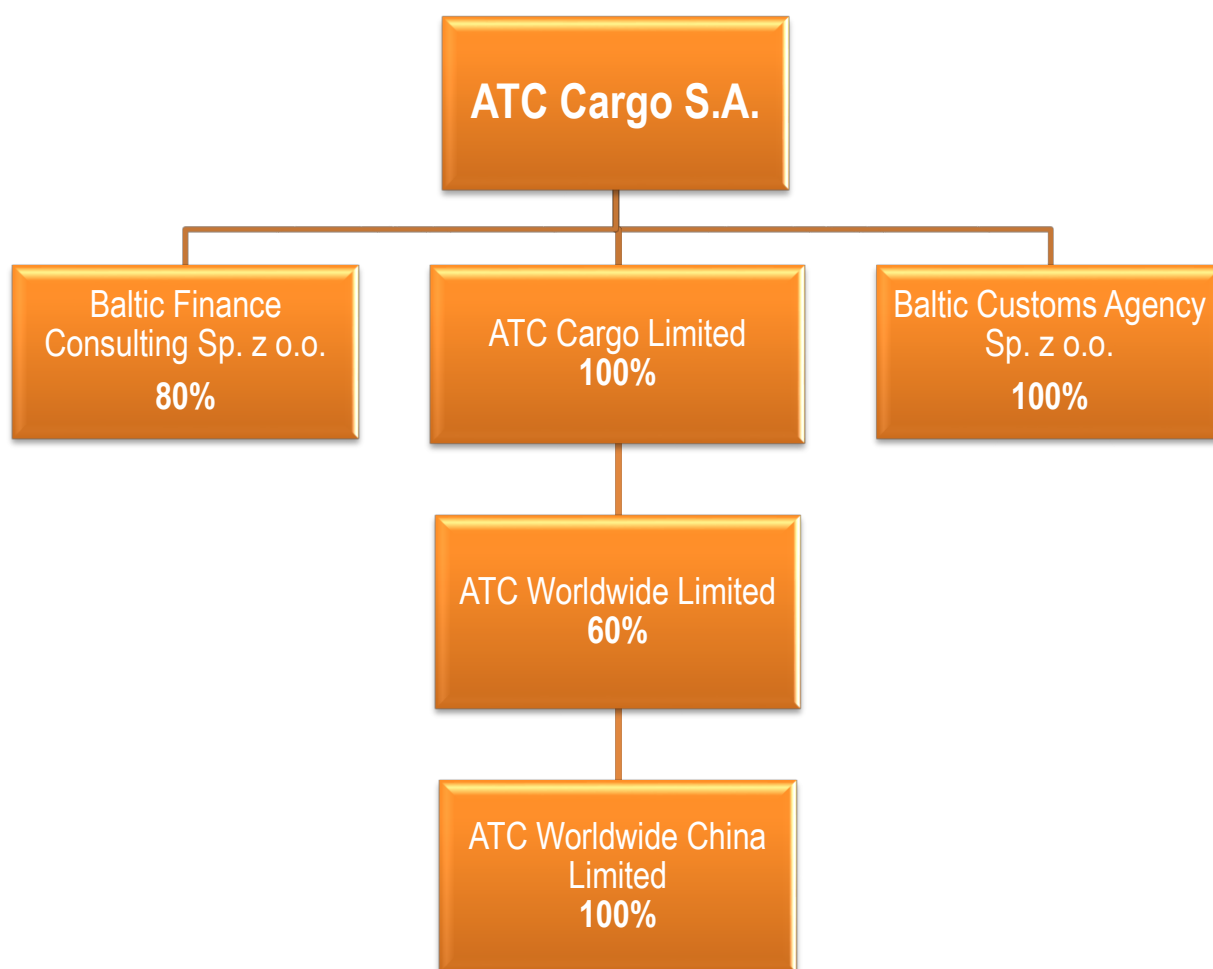 ATC Cargo S.A.
Baltic Finance
Consulting Sp. z o.o.
80%
ATC Cargo Limited
100%
Baltic Customs Agency
Sp. z o.o.
100%
ATC Worldwide Limited
60%
ATC Worldwide China
Limited
100%